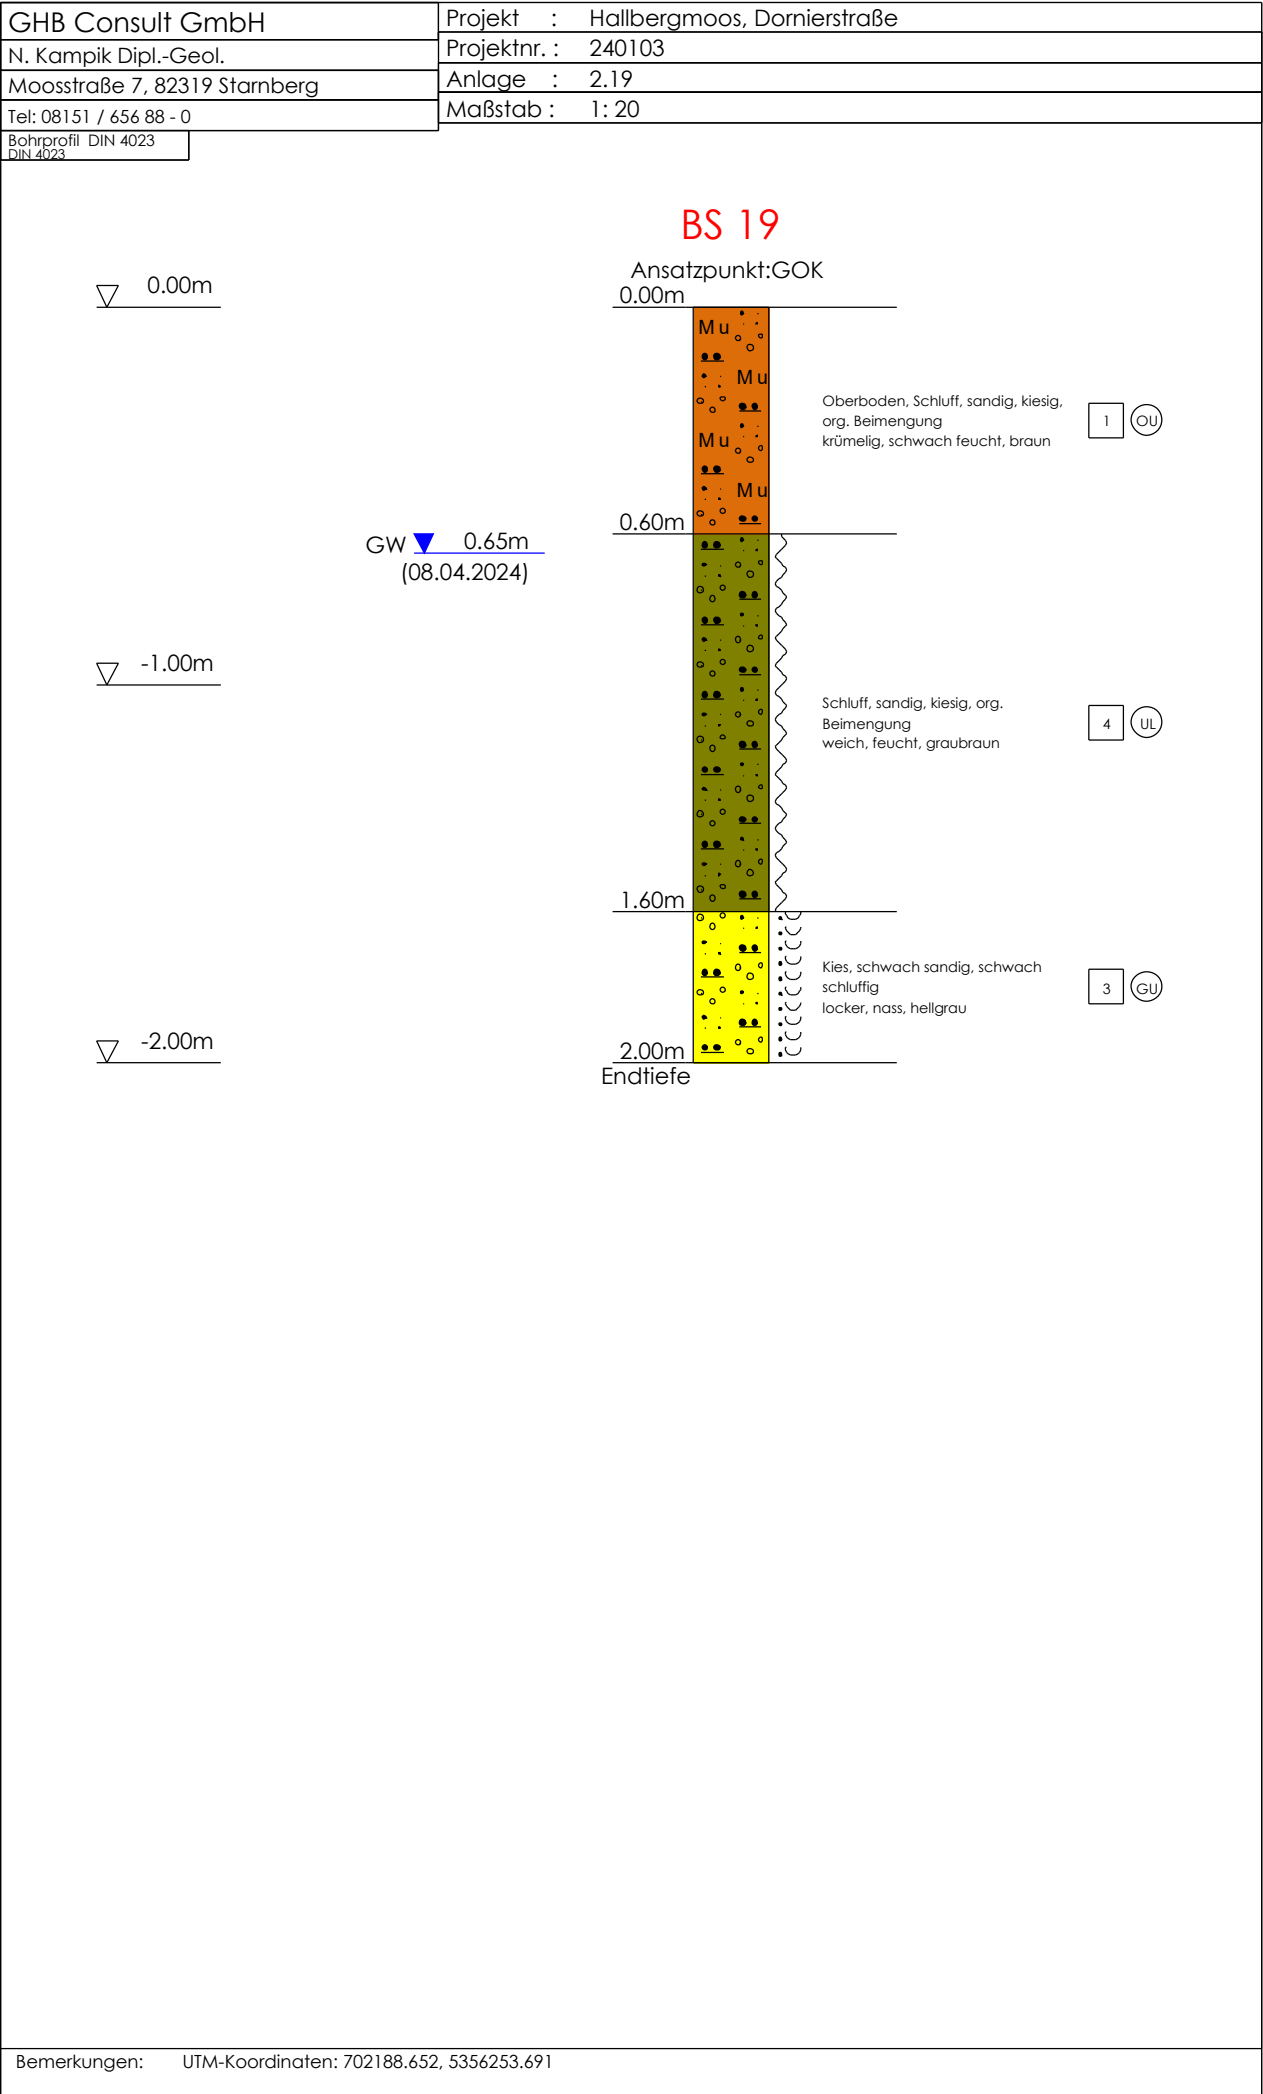 GHB Consult GmbH
N. Kampik Dipl.-Geol.
Moosstraße 7, 82319 Starnberg
Tel: 08151 / 656 88 - 0
Projekt : Hallbergmoos, Dornierstraße
Projektnr. : 240103
Anlage : 2.19
Maßstab : 1: 20
Bohrprofil DIN 4023
DIN 4023
BS 19
Ansatzpunkt:GOK
0.00m
0.00m
Mu
Mu
Mu
Mu
Oberboden, Schluff, sandig, kiesig,
org. Beimengung
krümelig, schwach feucht, braun
1 OU
0.60m
GW 0.65m
(08.04.2024)
-1.00m
Schluff, sandig, kiesig, org.
Beimengung
weich, feucht, graubraun
4 UL
1.60m
Kies, schwach sandig, schwach
schluffig
locker, nass, hellgrau
3 GU
-2.00m
2.00m
Endtiefe
Bemerkungen: UTM-Koordinaten: 702188.652, 5356253.691